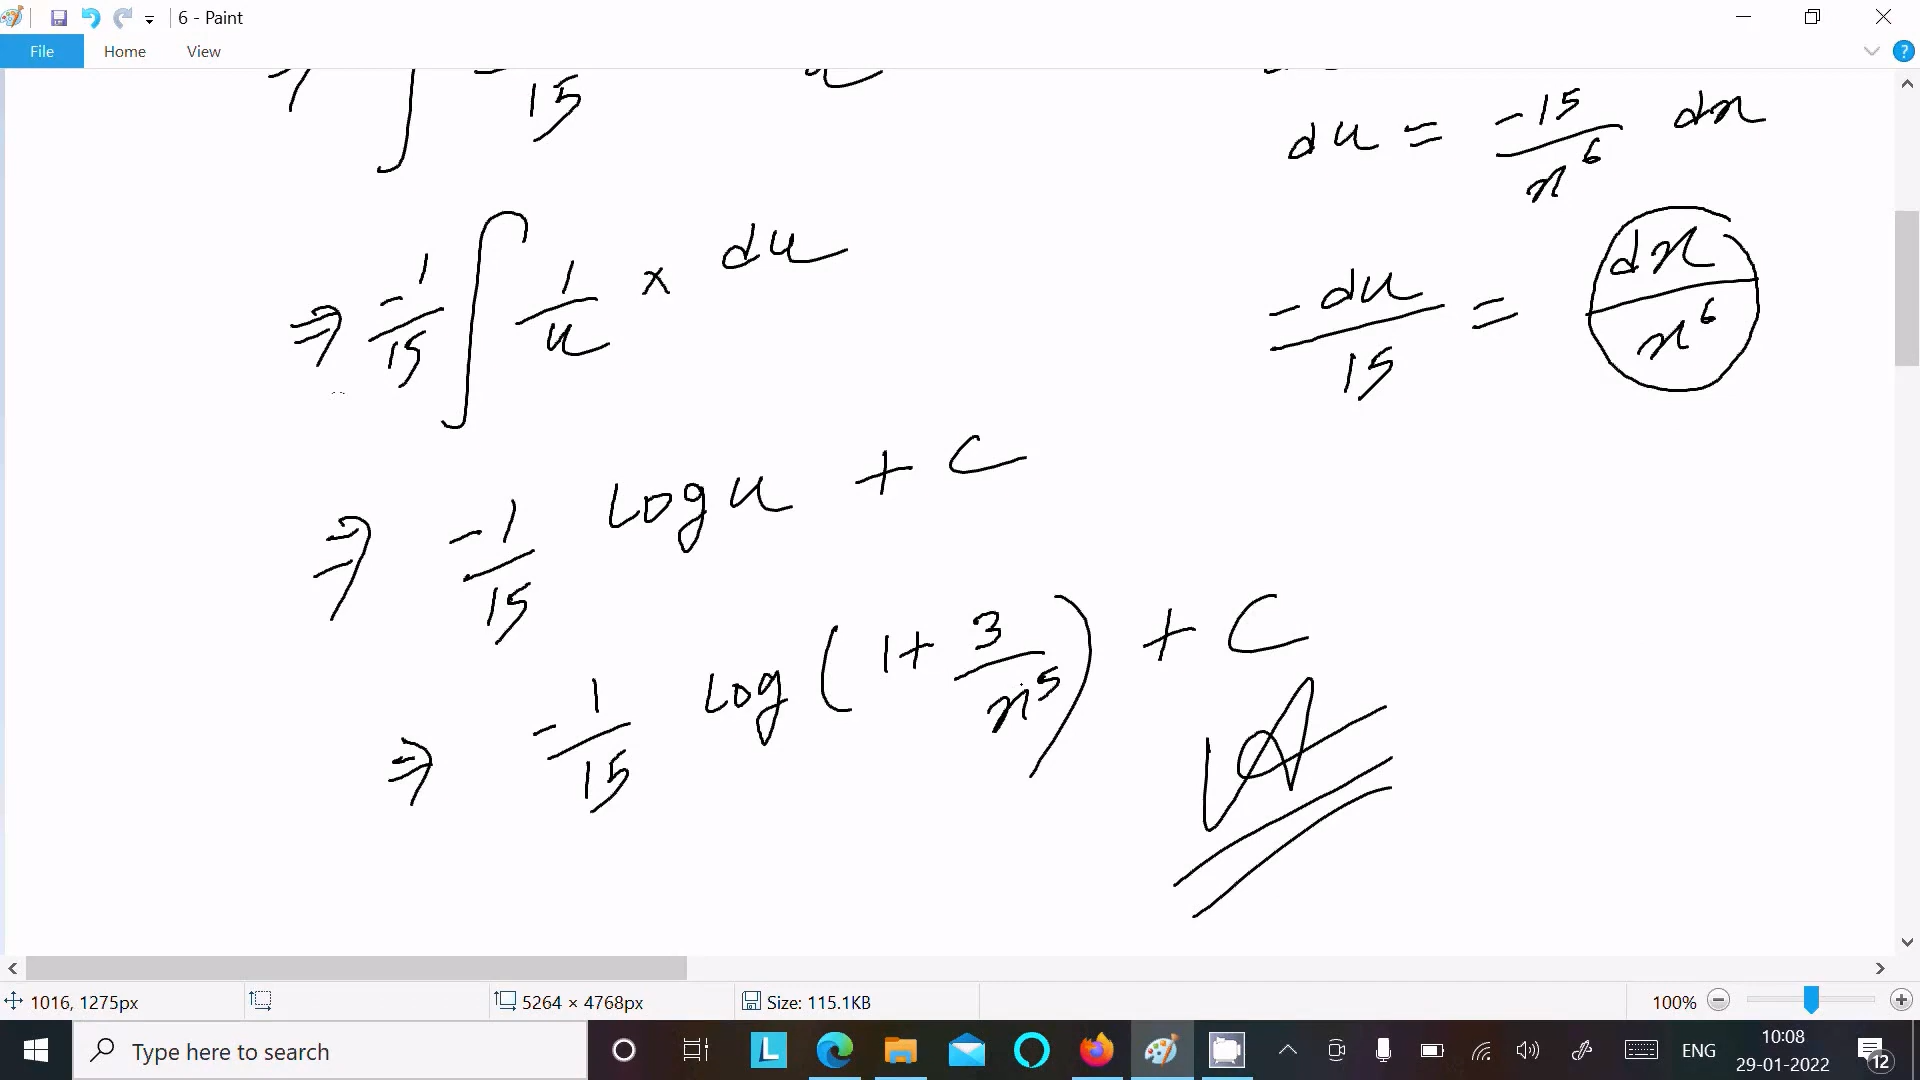 6 - Paint
File Home View
⇒ ∫ -/15 u
du = -15/x^6 dx
⇒ -1/15 ∫ 1/u × du
-du/15 = dx/x^6
⇒ -1/15 log u + C
⇒ -1/15 log(1 + 3/x^5) + C
1016, 1275px
5264 × 4768px
Size: 115.1KB
100%
Type here to search
L
ENG
10:08
29-01-2022
12